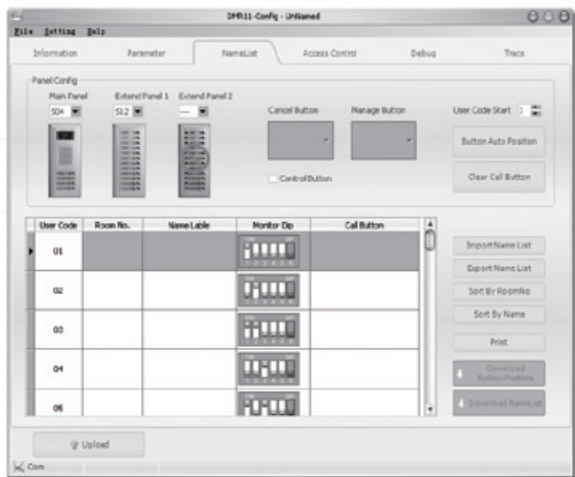 DMR11-Config - UnNamed
File Setting Help
Information Parameter NameList Access Control Debug Trace
Panel Config
Main Panel Extend Panel 1 Extend Panel 2
S04 S12 ---
Cancel Button Manage Button User Code Start 1
Button Auto Position
Control Button Clear Call Button
User Code Room No. Name Lable Monitor Dip Call Button
01
02
03
04
05
Import Name List
Export Name List
Sort By RoomNo
Sort By Name
Print
Download
Button Positions
Download NameList
Upload
Com